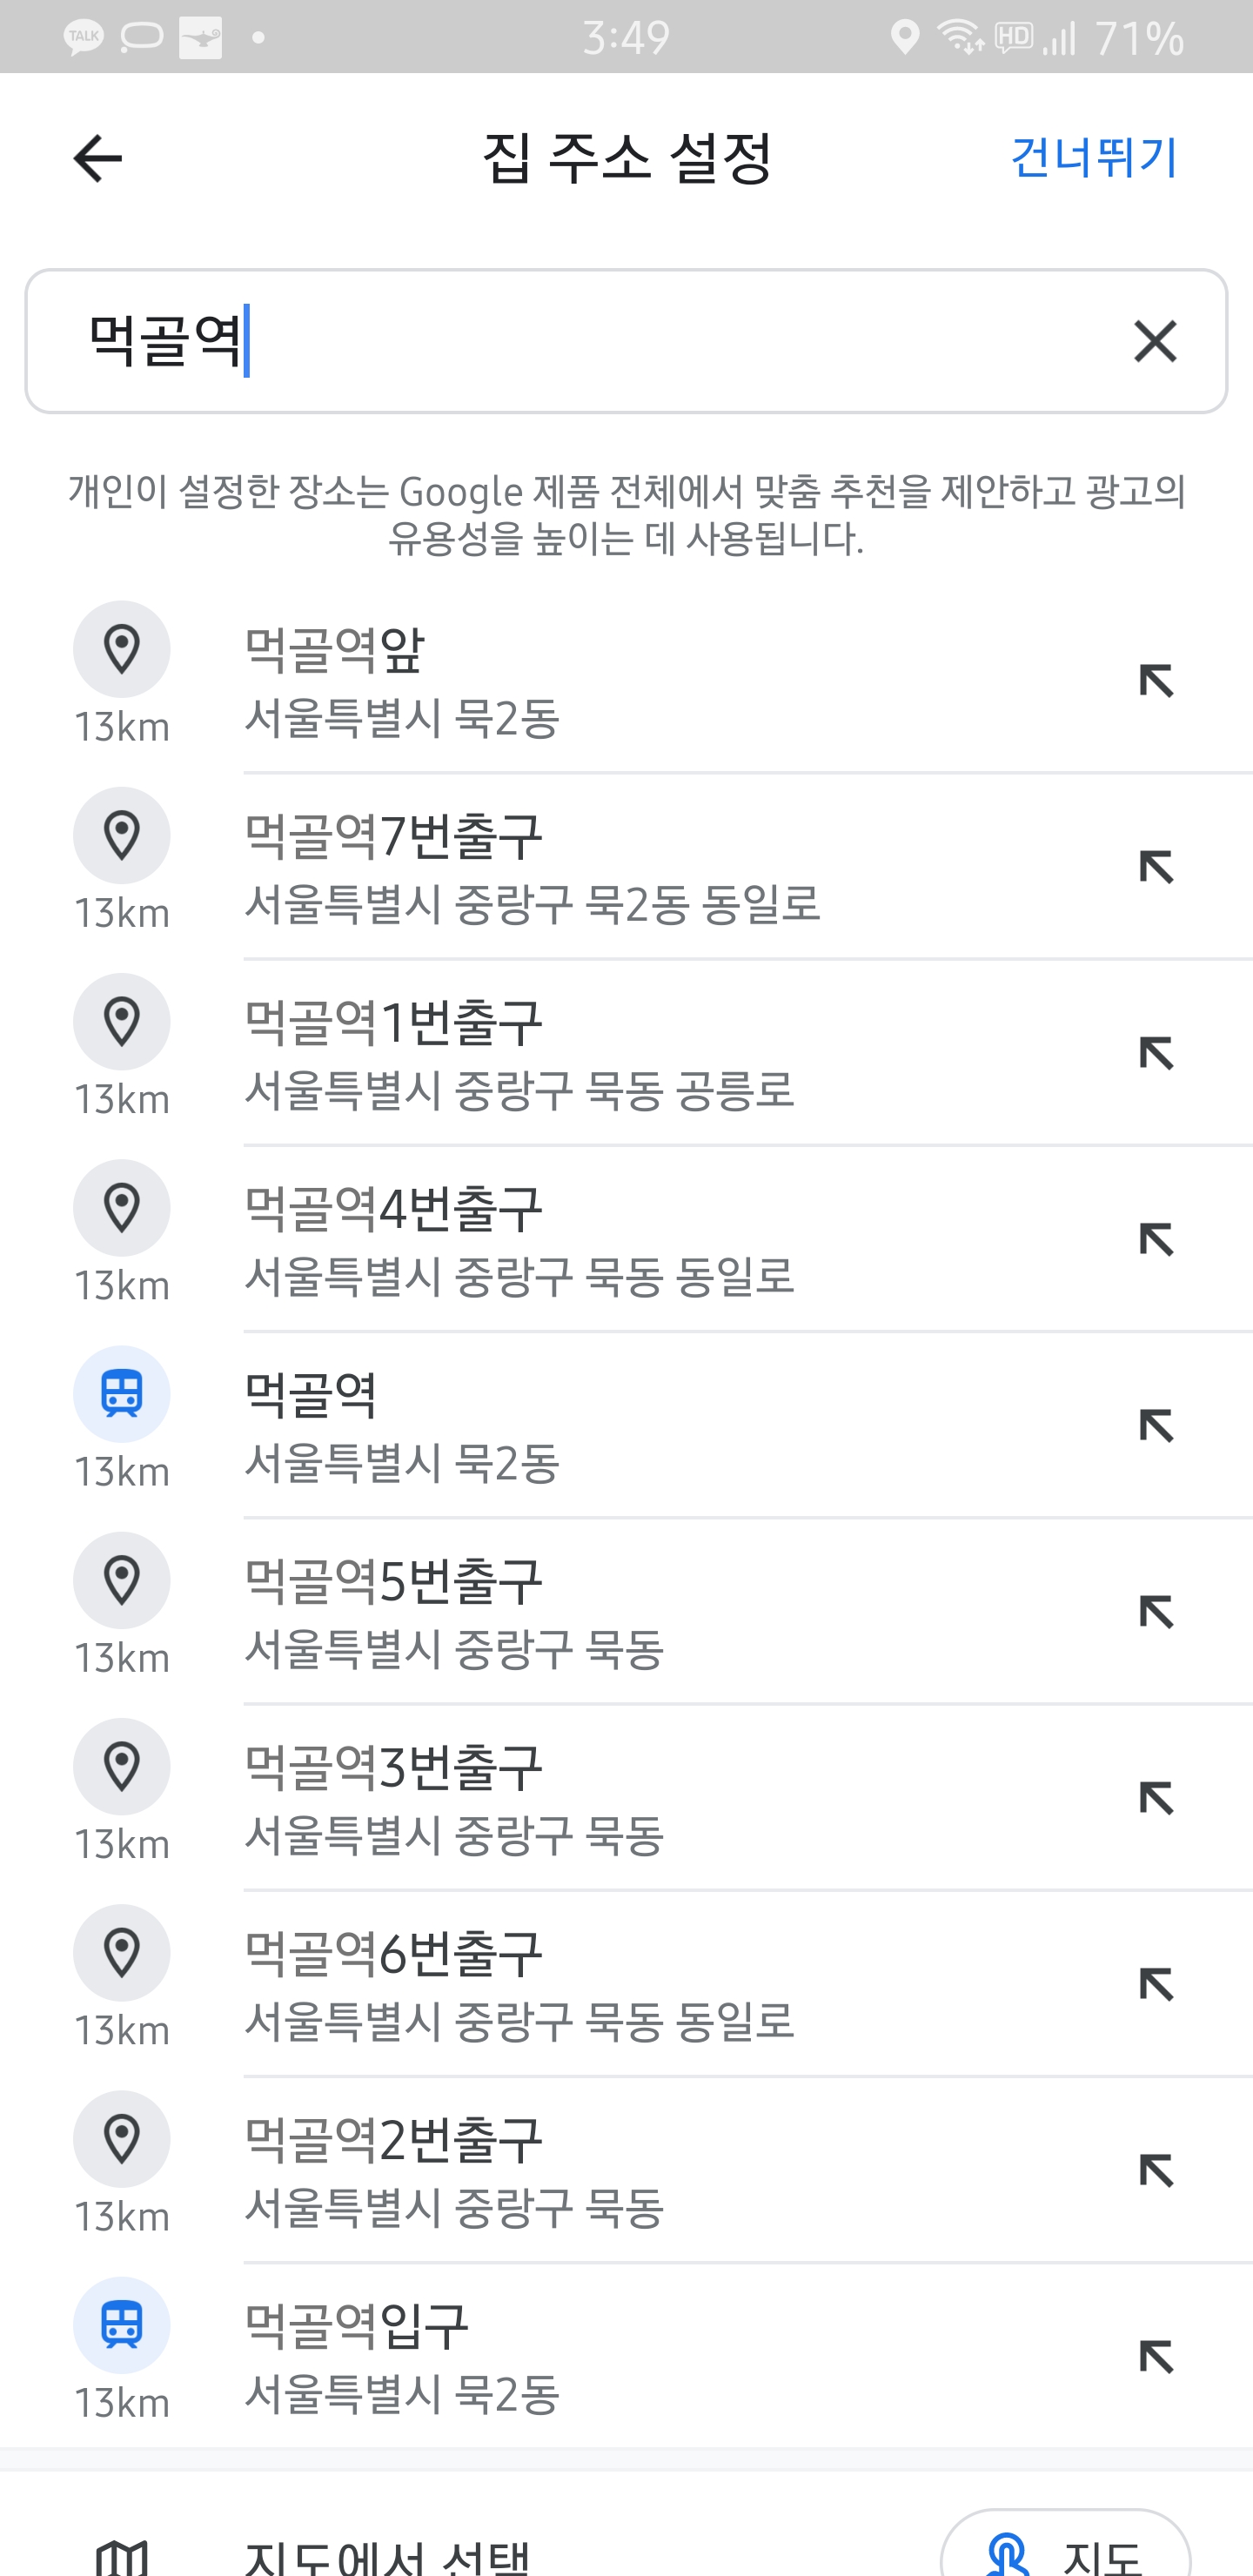 TALK 3:49 HD 71%
집 주소 설정 건너뛰기
먹골역
개인이 설정한 장소는 Google 제품 전체에서 맞춤 추천을 제안하고 광고의
유용성을 높이는 데 사용됩니다.
먹골역앞
서울특별시 묵2동
13km
먹골역7번출구
서울특별시 중랑구 묵2동 동일로
13km
먹골역1번출구
서울특별시 중랑구 묵동 공릉로
13km
먹골역4번출구
서울특별시 중랑구 묵동 동일로
13km
먹골역
서울특별시 묵2동
13km
먹골역5번출구
서울특별시 중랑구 묵동
13km
먹골역3번출구
서울특별시 중랑구 묵동
13km
먹골역6번출구
서울특별시 중랑구 묵동 동일로
13km
먹골역2번출구
서울특별시 중랑구 묵동
13km
먹골역입구
서울특별시 묵2동
13km
지도에서 선택 지도